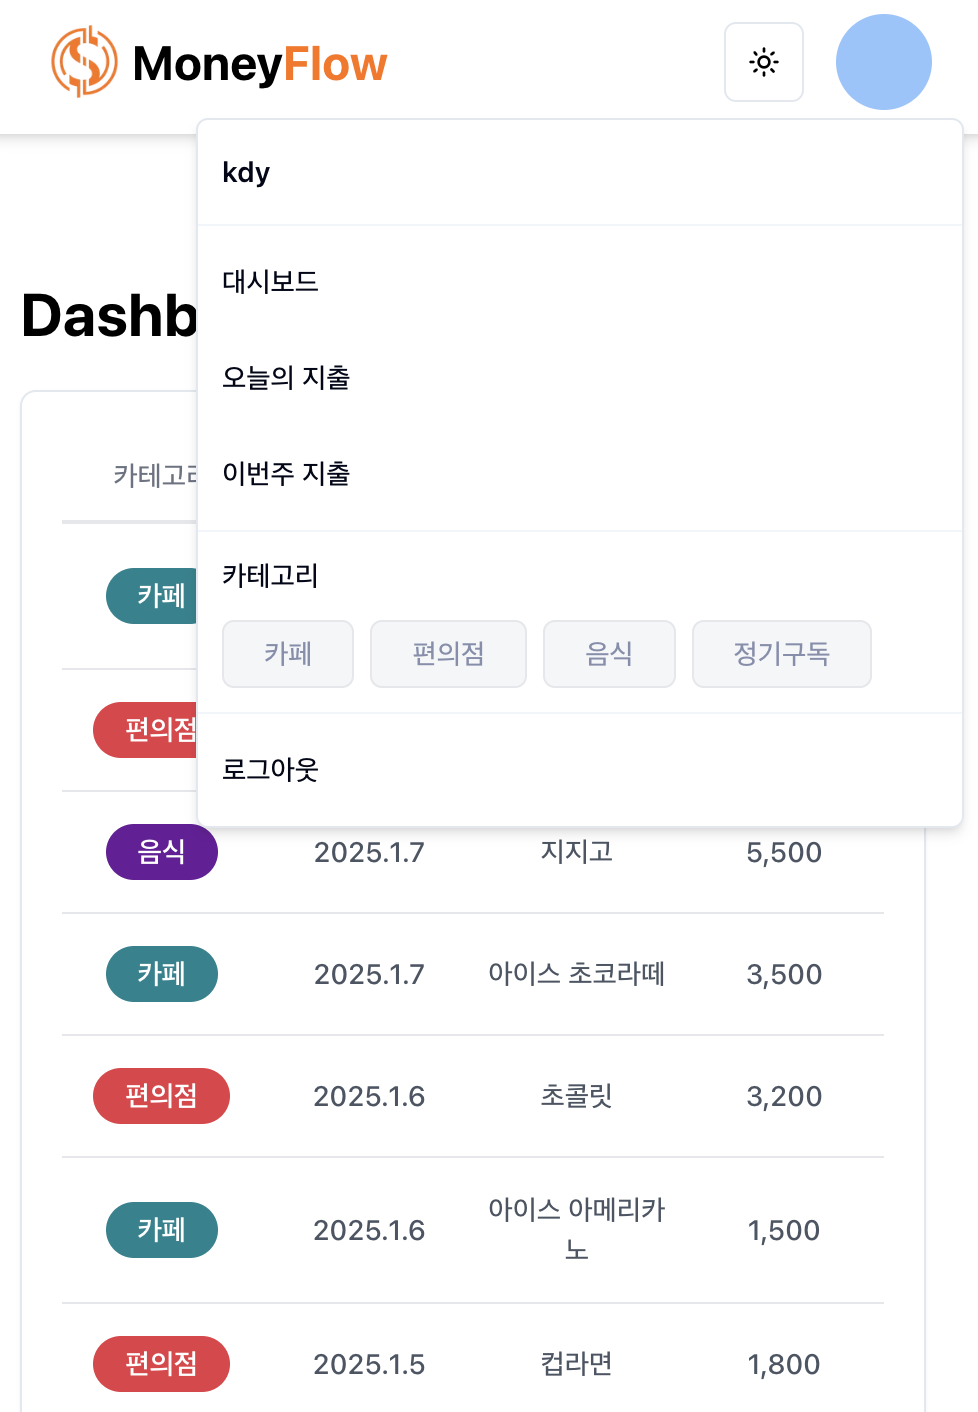 MoneyFlow
kdy
대시보드
오늘의 지출
이번주 지출
카테고리
카페 편의점 음식 정기구독
로그아웃
Dashb
카테고
카페
편의점
음식 2025.1.7 지지고 5,500
카페 2025.1.7 아이스 초코라떼 3,500
편의점 2025.1.6 초콜릿 3,200
카페 2025.1.6 아이스 아메리카 1,500
노
편의점 2025.1.5 컵라면 1,800